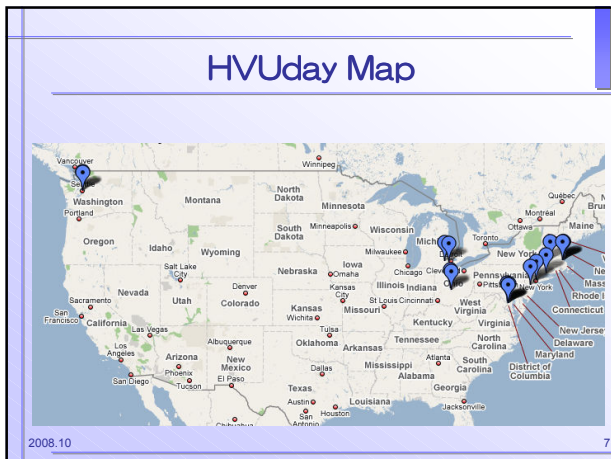 HVUday Map
Vancouver
Winnipeg
Québec
Washington
Montana
North
Dakota
Minnesota
Ottawa
Montréal
Maine
Portland
South
Dakota
Minneapolis
Wisconsin
Toronto
Oregon
Idaho
Wyoming
Milwaukee
New York
Salt Lake
City
Nebraska
Iowa
Omaha
Chicago
Pennsylvania
Rhode I
Nevada
Utah
Denver
Colorado
Kansas
City
Illinois Indiana
New York
Connecticut
Sacramento
San
Francisco
California
Kansas
Wichita
Missouri
St Louis Cincinnati
West
Virginia
Virginia
New Jersey
Delaware
Maryland
Las Vegas
Los
Angeles
Albuquerque
Tulsa
Oklahoma
Arkansas
Kentucky
Tennessee
North
Carolina
District of
Columbia
Arizona
Phoenix
Tucson
San Diego
New
Mexico
El Paso
Dallas
Mississippi
Atlanta
Alabama
South
Carolina
Texas
Austin
San
Antonio
Houston
Louisiana
Georgia
Jacksonville
Chihuahua
2008.10
7